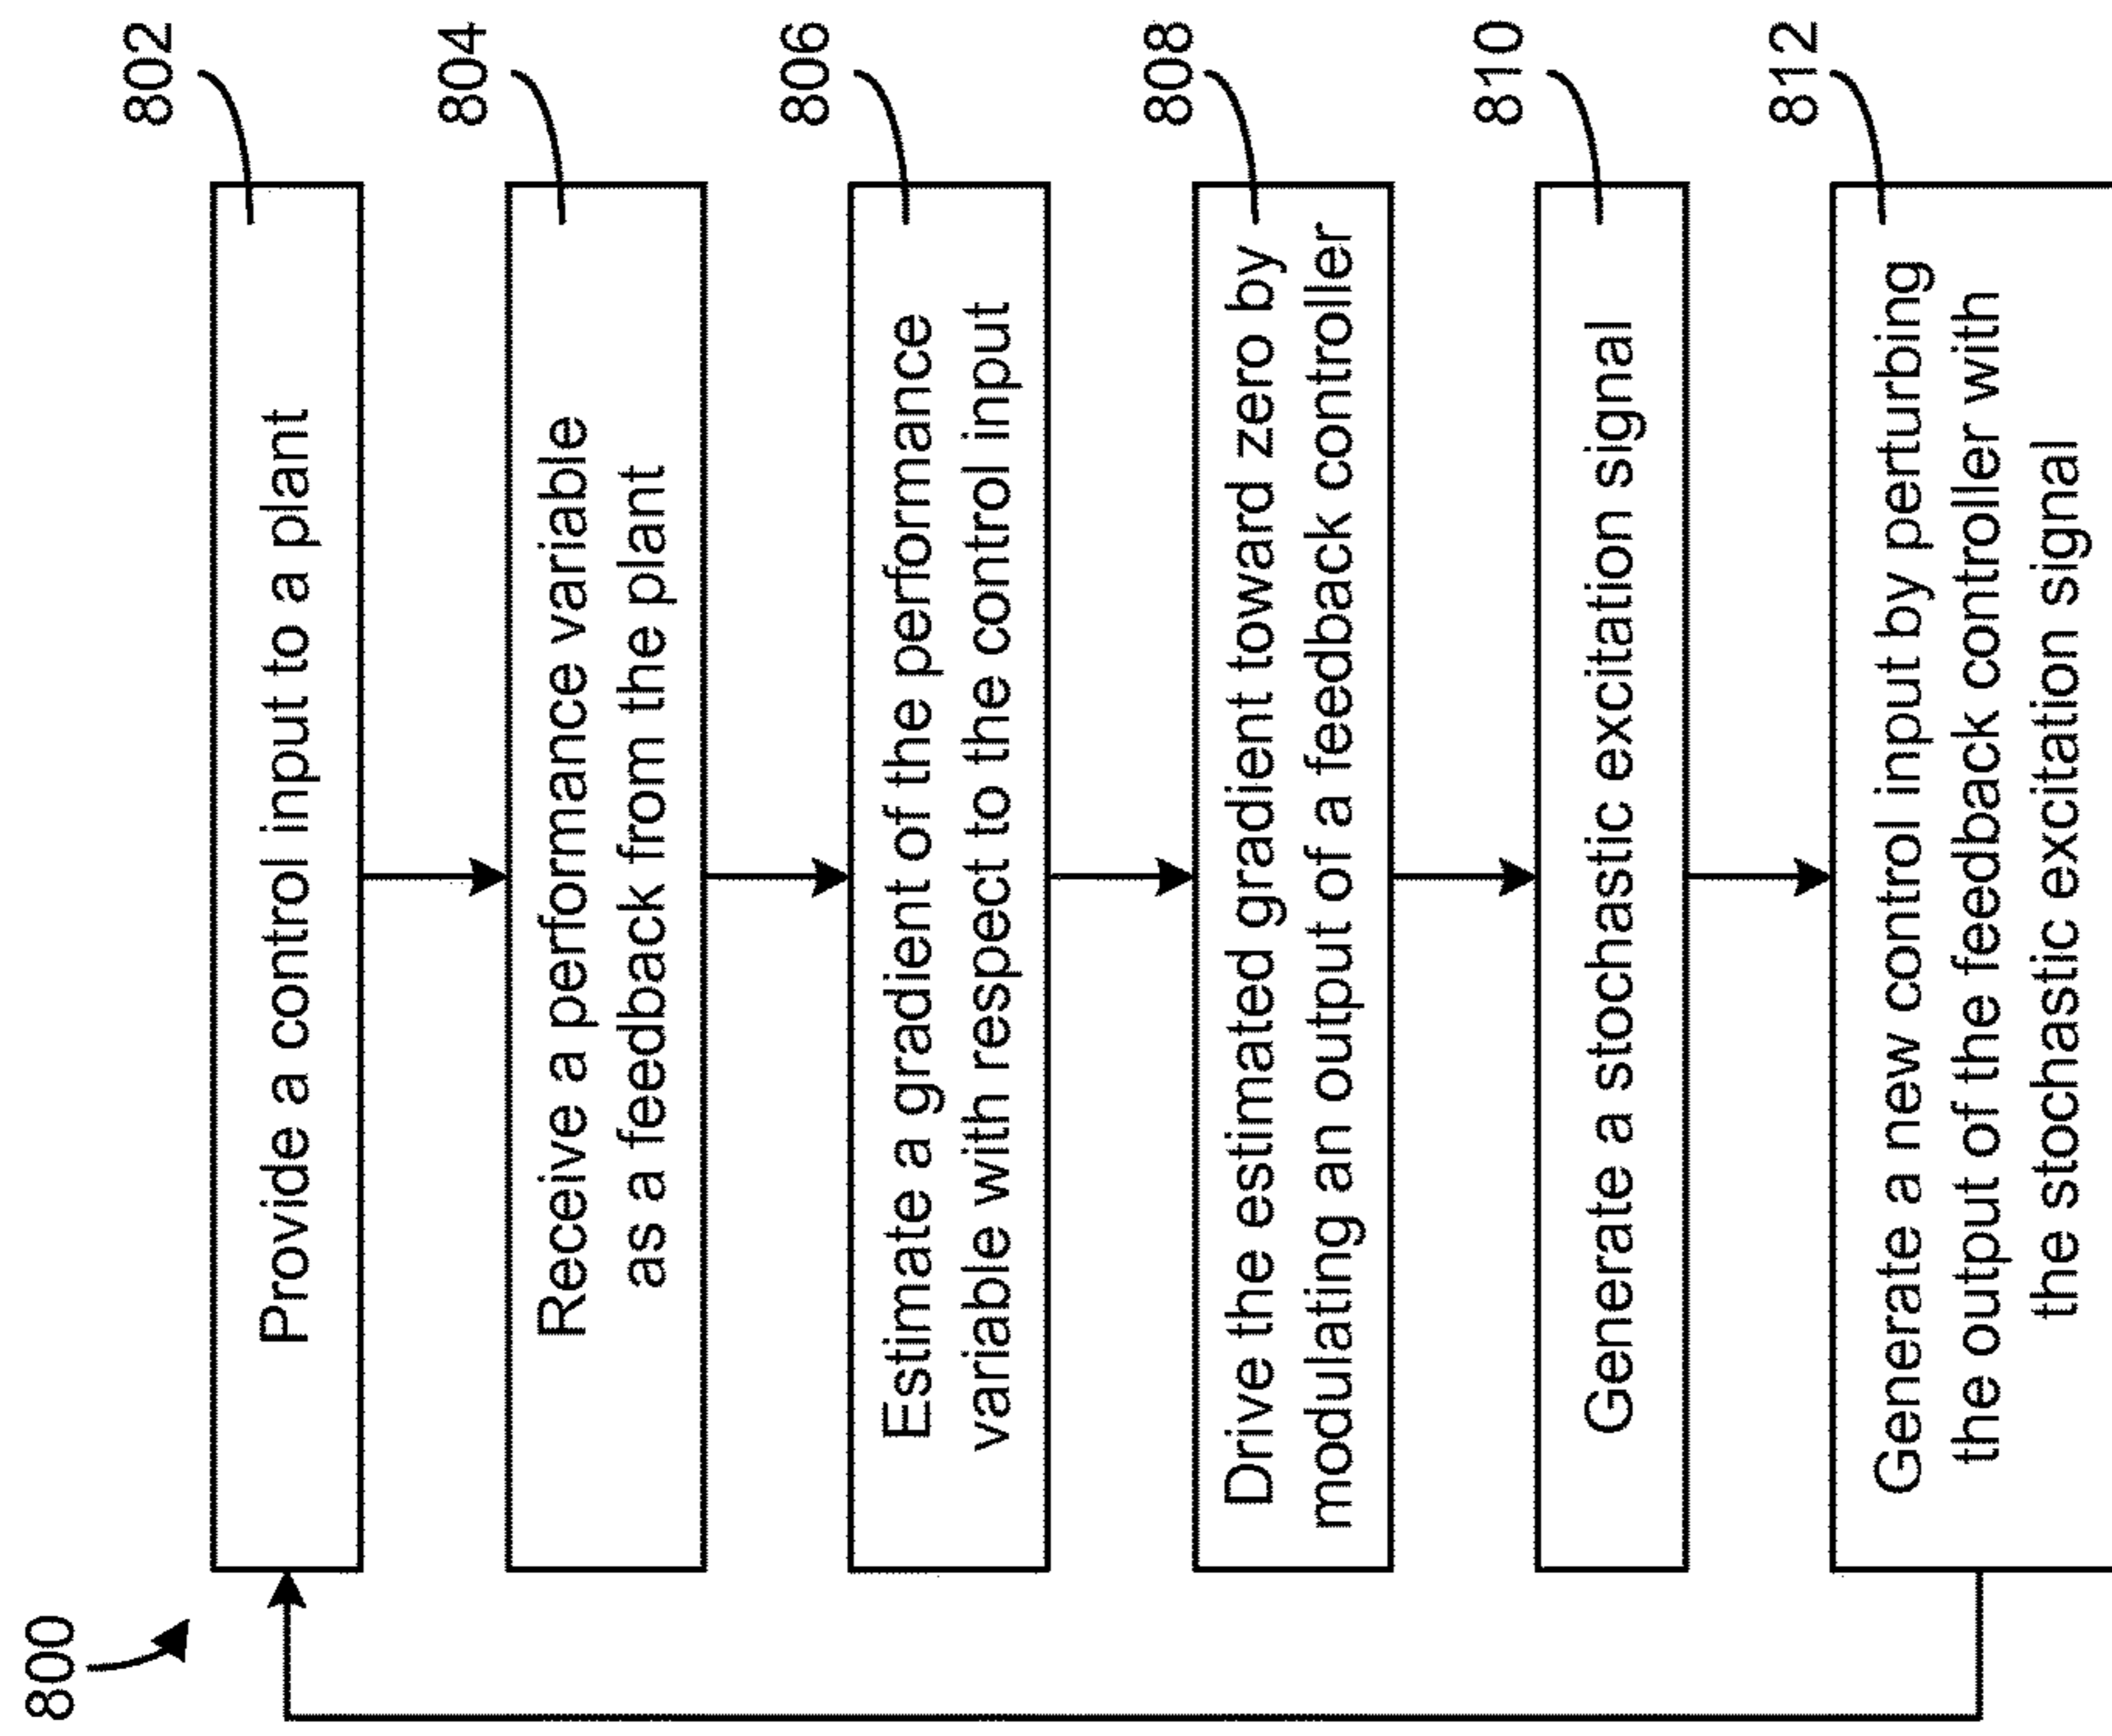 800
802
Provide a control input to a plant
804
Receive a performance variable
as a feedback from the plant
806
Estimate a gradient of the performance
variable with respect to the control input
808
Drive the estimated gradient toward zero by
modulating an output of a feedback controller
810
Generate a stochastic excitation signal
812
Generate a new control input by perturbing
the output of the feedback controller with
the stochastic excitation signal